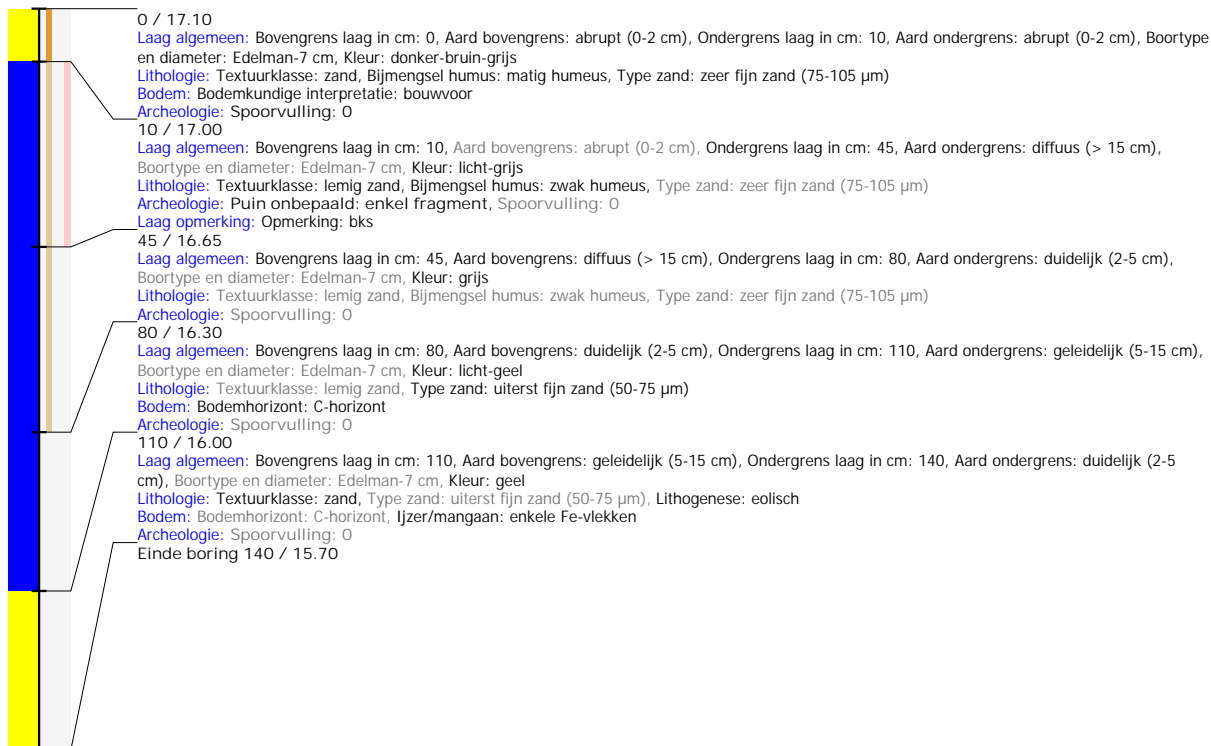 0 / 17.10
Laag algemeen: Bovengrens laag in cm: 0, Aard bovengrens: abrupt (0-2 cm), Ondergrens laag in cm: 10, Aard ondergrens: abrupt (0-2 cm), Boortype
en diameter: Edelman-7 cm, Kleur: donker-bruin-grijs
Lithologie: Textuurklasse: zand, Bijmengsel humus: matig humeus, Type zand: zeer fijn zand (75-105 µm)
Bodem: Bodemkundige interpretatie: bouwvoor
Archeologie: Spoorvulling: 0
10 / 17.00
Laag algemeen: Bovengrens laag in cm: 10, Aard bovengrens: abrupt (0-2 cm), Ondergrens laag in cm: 45, Aard ondergrens: diffuus (> 15 cm),
Boortype en diameter: Edelman-7 cm, Kleur: licht-grijs
Lithologie: Textuurklasse: lemig zand, Bijmengsel humus: zwak humeus, Type zand: zeer fijn zand (75-105 µm)
Archeologie: Puin onbepaald: enkel fragment, Spoorvulling: 0
Laag opmerking: Opmerking: bks
45 / 16.65
Laag algemeen: Bovengrens laag in cm: 45, Aard bovengrens: diffuus (> 15 cm), Ondergrens laag in cm: 80, Aard ondergrens: duidelijk (2-5 cm),
Boortype en diameter: Edelman-7 cm, Kleur: grijs
Lithologie: Textuurklasse: lemig zand, Bijmengsel humus: zwak humeus, Type zand: zeer fijn zand (75-105 µm)
Archeologie: Spoorvulling: 0
80 / 16.30
Laag algemeen: Bovengrens laag in cm: 80, Aard bovengrens: duidelijk (2-5 cm), Ondergrens laag in cm: 110, Aard ondergrens: geleidelijk (5-15 cm),
Boortype en diameter: Edelman-7 cm, Kleur: licht-geel
Lithologie: Textuurklasse: lemig zand, Type zand: uiterst fijn zand (50-75 µm)
Bodem: Bodemhorizont: C-horizont
Archeologie: Spoorvulling: 0
110 / 16.00
Laag algemeen: Bovengrens laag in cm: 110, Aard bovengrens: geleidelijk (5-15 cm), Ondergrens laag in cm: 140, Aard ondergrens: duidelijk (2-5
cm), Boortype en diameter: Edelman-7 cm, Kleur: geel
Lithologie: Textuurklasse: zand, Type zand: uiterst fijn zand (50-75 µm), Lithogenese: eolisch
Bodem: Bodemhorizont: C-horizont, Ijzer/mangaan: enkele Fe-vlekken
Archeologie: Spoorvulling: 0
Einde boring 140 / 15.70